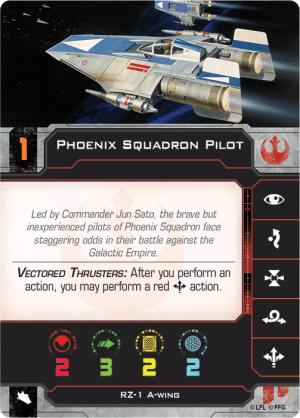 1
PHOENIX SQUADRON PILOT
Led by Commander Jun Sato, the brave but
inexperienced pilots of Phoenix Squadron face
staggering odds in their battle against the
Galactic Empire.
VECTORED THRUSTERS: After you perform an
action, you may perform a red action.
2 3 2 2
RZ-1 A-WING
©LFL ©FFG